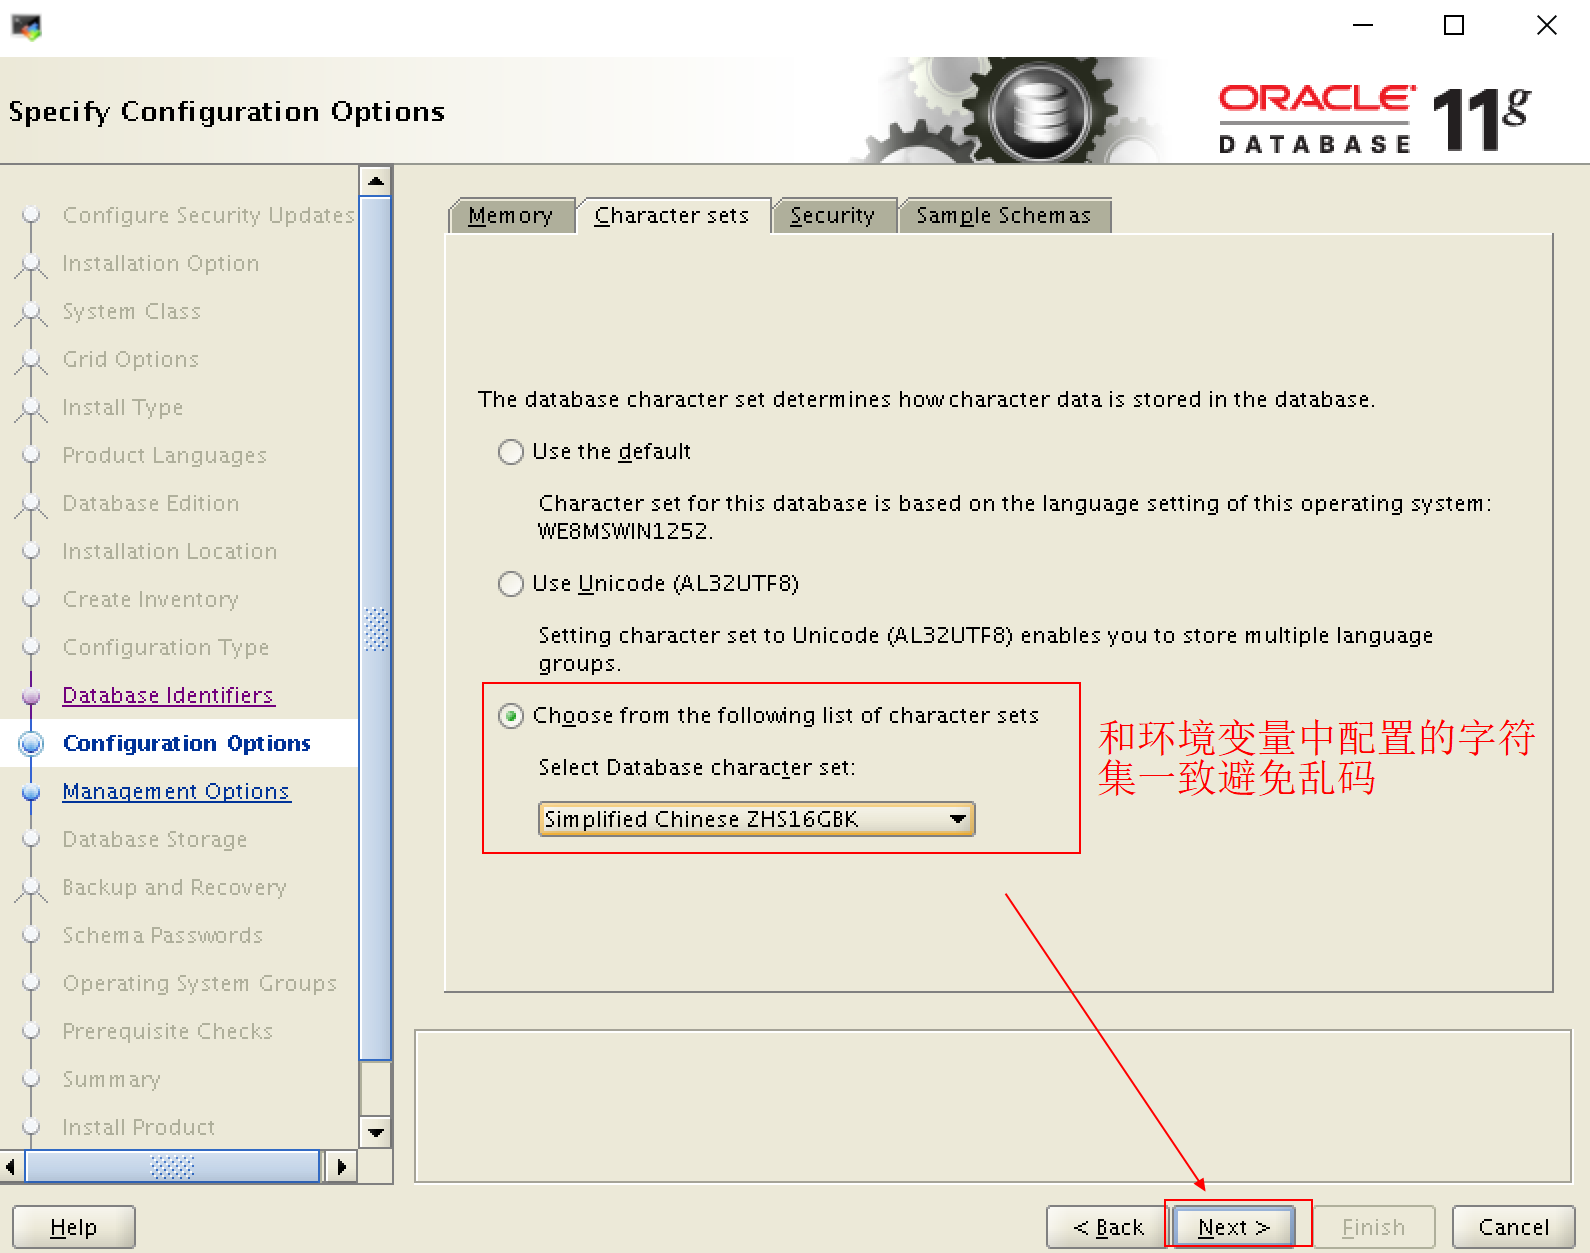 Specify Configuration Options
ORACLE
DATABASE
11g
Configure Security Updates
Installation Option
System Class
Grid Options
Install Type
Product Languages
Database Edition
Installation Location
Create Inventory
Configuration Type
Database Identifiers
Configuration Options
Management Options
Database Storage
Backup and Recovery
Schema Passwords
Operating System Groups
Prerequisite Checks
Summary
Install Product
Memory
Character sets
Security
Sample Schemas
The database character set determines how character data is stored in the database.
Use the default
Character set for this database is based on the language setting of this operating system:
WE8MSWIN1252.
Use Unicode (AL32UTF8)
Setting character set to Unicode (AL32UTF8) enables you to store multiple language
groups.
Choose from the following list of character sets
Select Database character set:
Simplified Chinese ZHS16GBK
和环境变量中配置的字符
集一致避免乱码
Help
< Back
Next >
Finish
Cancel